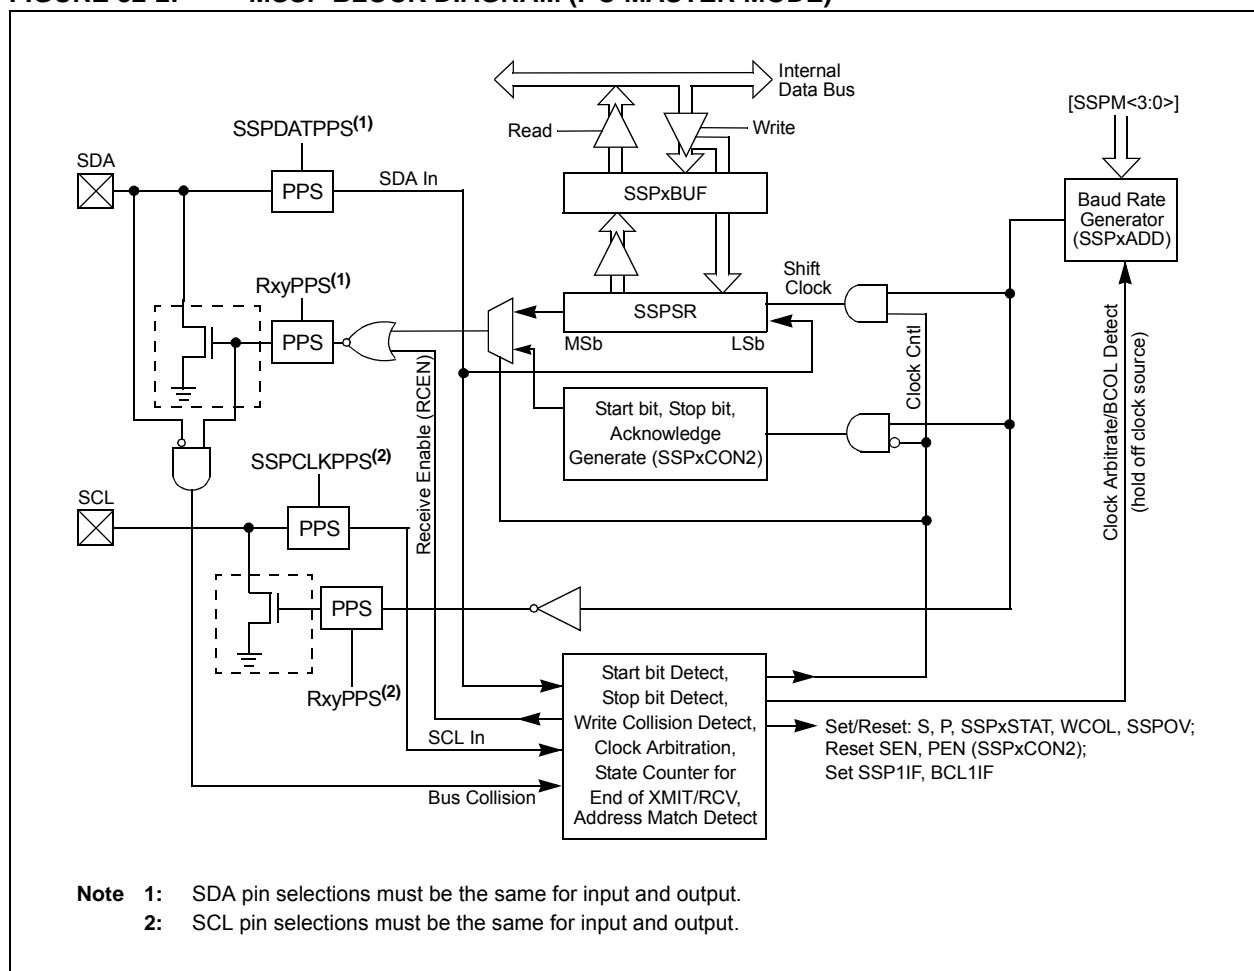 FIGURE MSSP BLOCK DIAGRAM MASTER MODE)
Internal
Data Bus
[SSPM<3:0>]
Read
Write
SSPDATPPS(1)
SDA
PPS
SDA In
SSPxBUF
Baud Rate
Generator
(SSPxADD)
RxyPPS(1)
Shift
Clock
PPS
SSPSR
MSb
LSb
Clock Cntl
Receive Enable (RCEN)
Clock Arbitrate/BCOL Detect
(hold off clock source)
Start bit, Stop bit,
Acknowledge
Generate (SSPxCON2)
SSPCLKPPS(2)
SCL
PPS
PPS
RxyPPS(2)
SCL In
Bus Collision
Start bit Detect,
Stop bit Detect,
Write Collision Detect,
Clock Arbitration,
State Counter for
End of XMIT/RCV,
Address Match Detect
Set/Reset: S, P, SSPxSTAT, WCOL, SSPOV;
Reset SEN, PEN (SSPxCON2);
Set SSP1IF, BCL1IF
Note 1: SDA pin selections must be the same for input and output.
2: SCL pin selections must be the same for input and output.